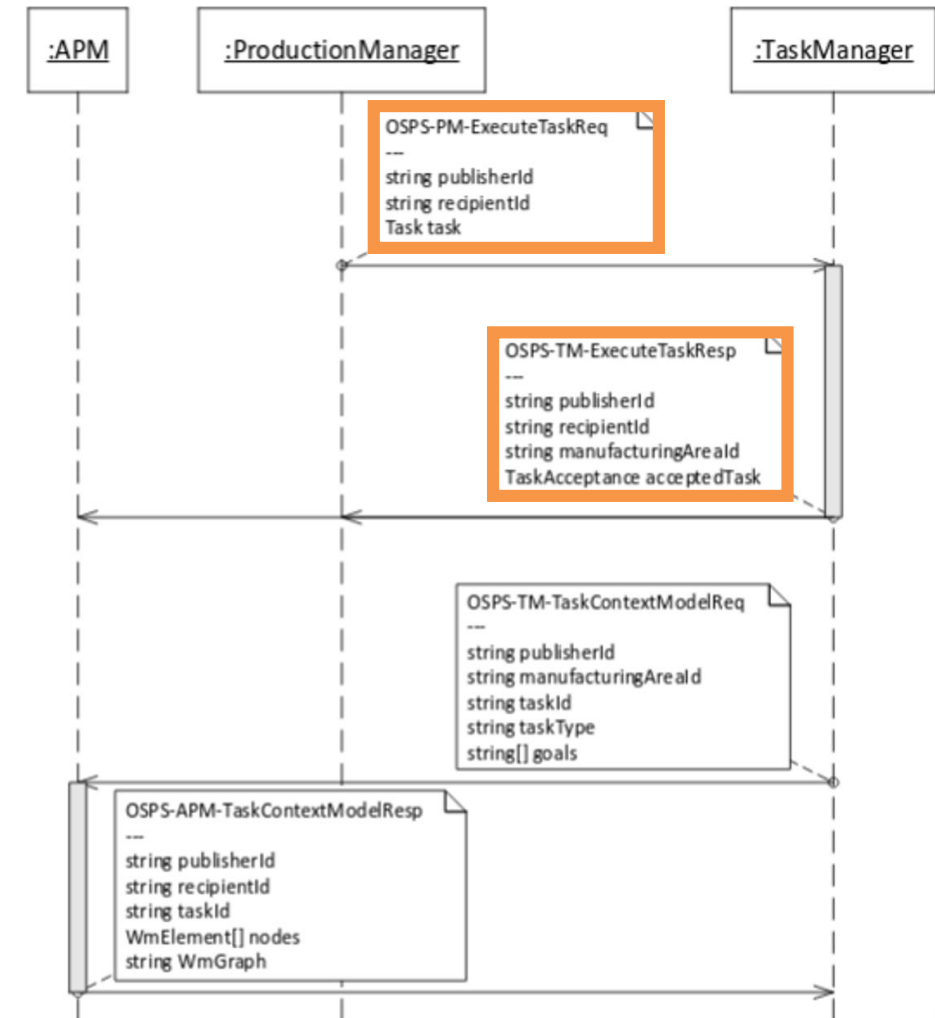 :APM
:ProductionManager
:TaskManager
OSPS-PM-ExecuteTaskReq
---
string publisherId
string recipientId
Task task
OSPS-TM-ExecuteTaskResp
---
string publisherId
string recipientId
string manufacturingAreaId
TaskAcceptance acceptedTask
OSPS-TM-TaskContextModelReq
---
string publisherId
string manufacturingAreaId
string taskId
string taskType
string[] goals
OSPS-APM-TaskContextModelResp
---
string publisherId
string recipientId
string taskId
WmElement[] nodes
string WmGraph